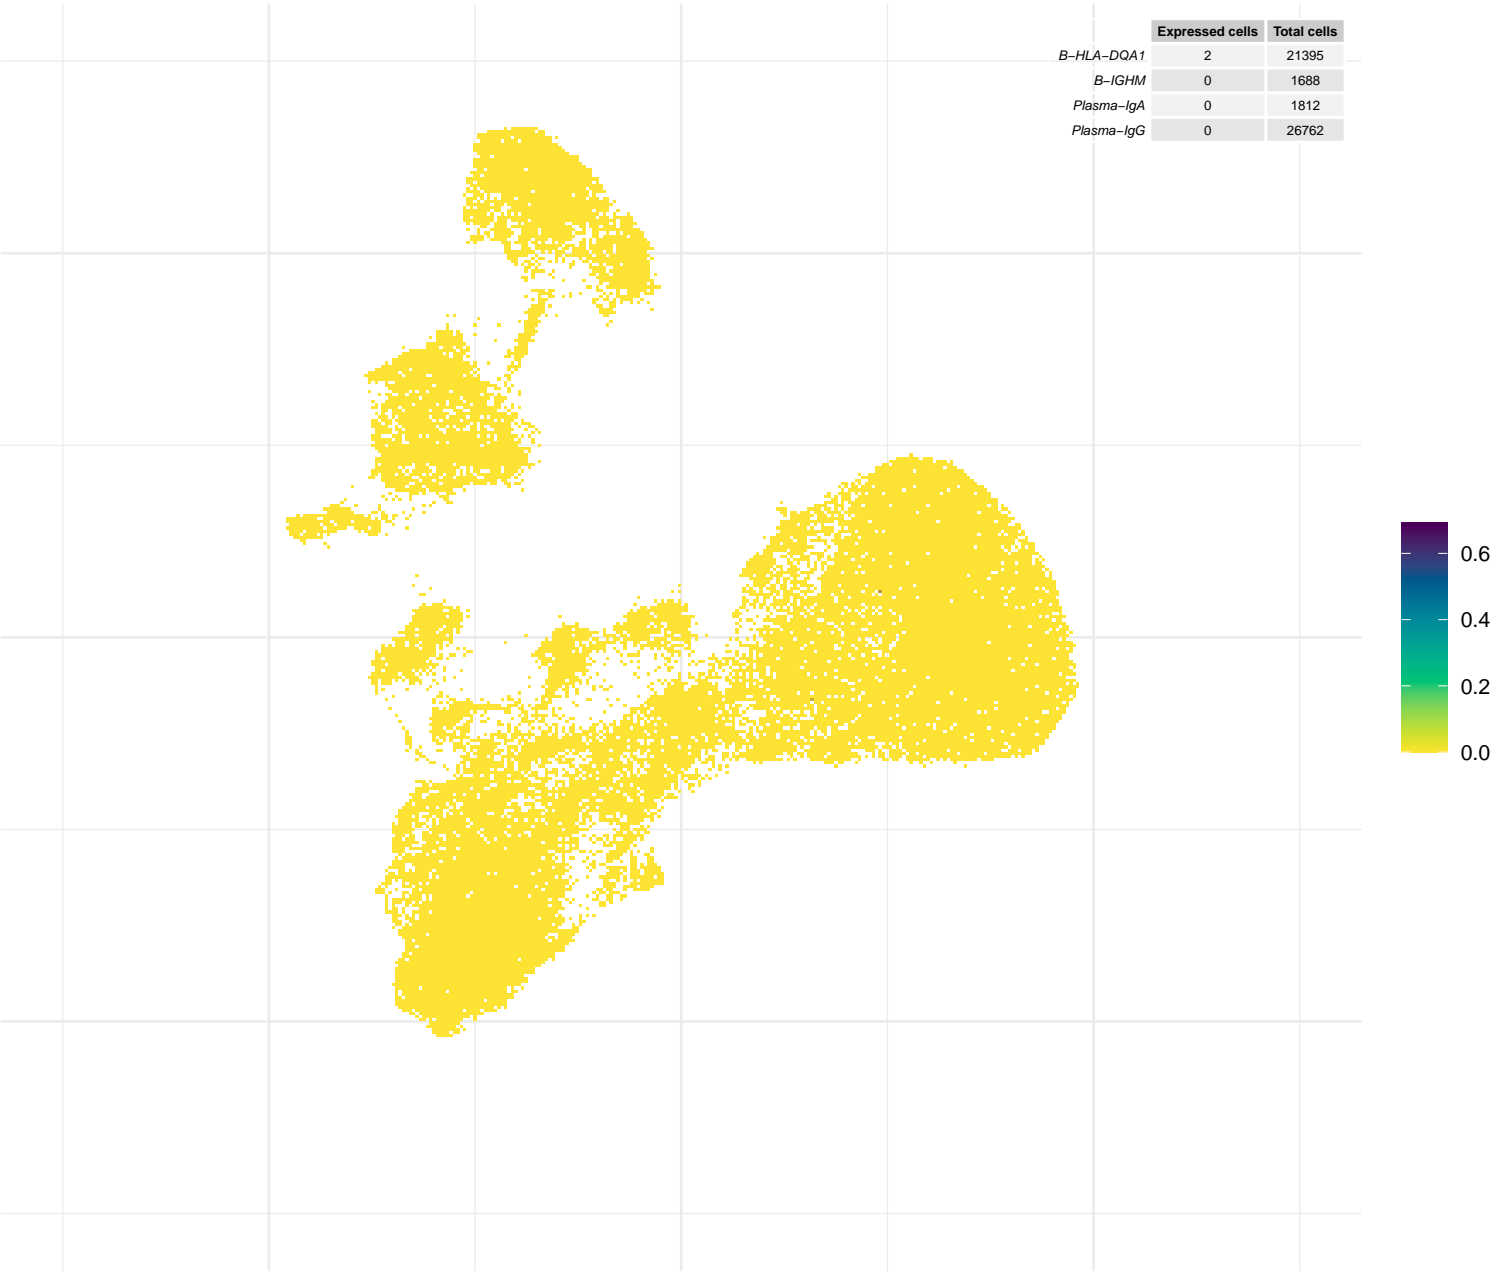 Expressed cells Total cells
B−HLA−DQA1 2 21395
B−IGHM 0 1688
Plasma−IgA 0 1812
Plasma−IgG 0 26762
0.6
0.4
0.2
0.0